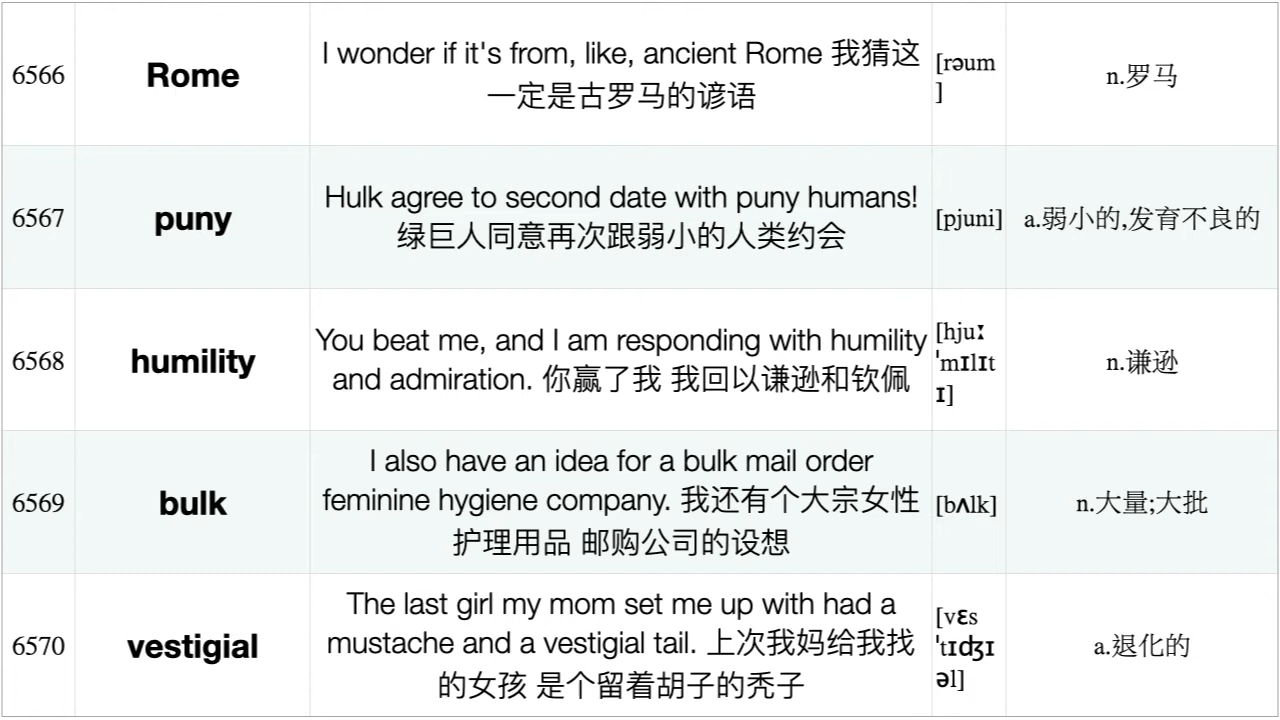 6566
Rome
I wonder if it's from, like, ancient Rome 我猜这
一定是古罗马的谚语
[rəum
]
n.罗马
6567
puny
Hulk agree to second date with puny humans!
绿巨人同意再次跟弱小的人类约会
[pjuni]
a.弱小的,发育不良的
6568
humility
You beat me, and I am responding with humility
and admiration. 你赢了我 我回以谦逊和钦佩
[hjuː
ˈmɪlɪt
ɪ]
n.谦逊
6569
bulk
I also have an idea for a bulk mail order
feminine hygiene company. 我还有个大宗女性
护理用品 邮购公司的设想
[bʌlk]
n.大量;大批
6570
vestigial
The last girl my mom set me up with had a
mustache and a vestigial tail. 上次我妈给我找
的女孩 是个留着胡子的秃子
[vɛs
ˈtɪʤɪ
əl]
a.退化的